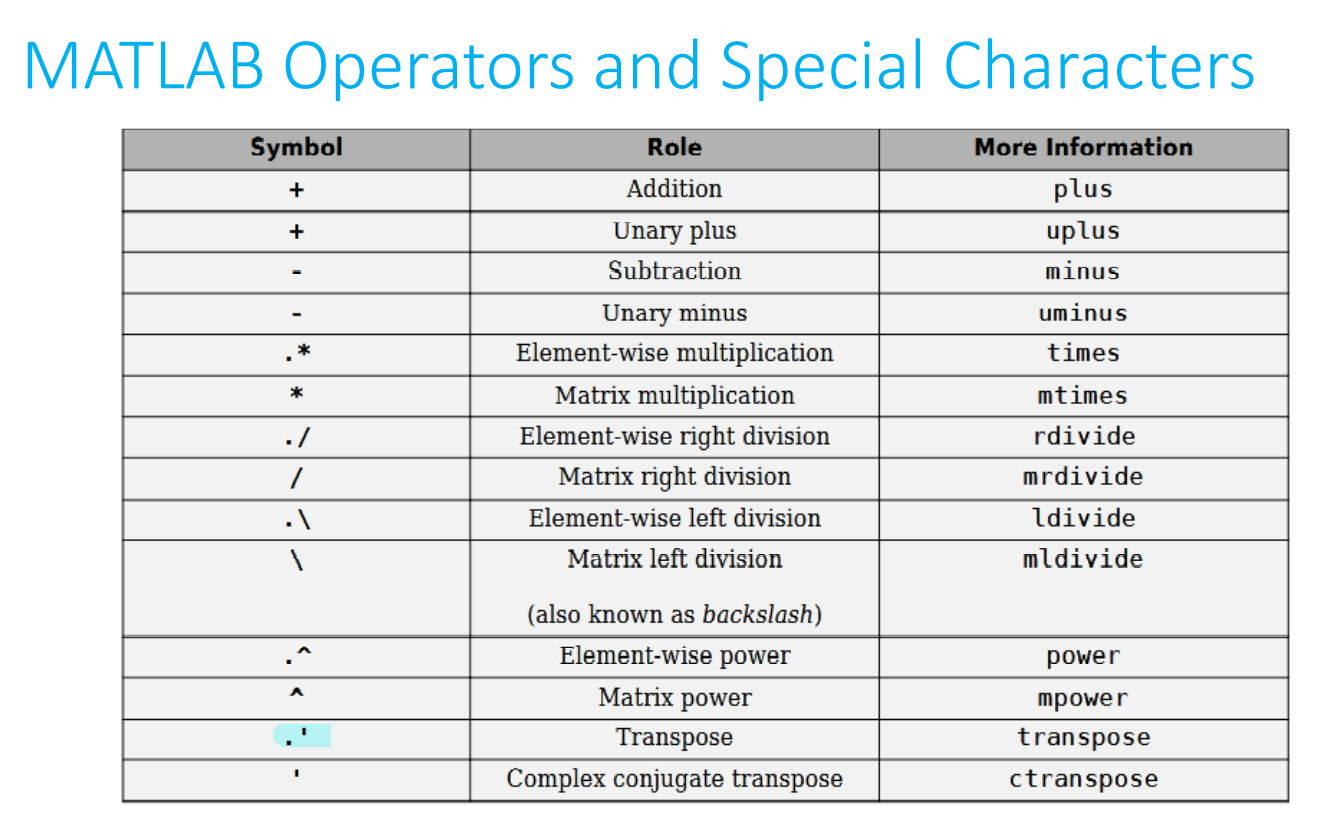 MATLAB Operators and Special Characters
Symbol Role More Information
+ Addition plus
+ Unary plus uplus
- Subtraction minus
- Unary minus uminus
.* Element-wise multiplication times
* Matrix multiplication mtimes
./ Element-wise right division rdivide
/ Matrix right division mrdivide
.\ Element-wise left division ldivide
\ Matrix left division mldivide
(also known as backslash)
.^ Element-wise power power
^ Matrix power mpower
.' Transpose transpose
' Complex conjugate transpose ctranspose